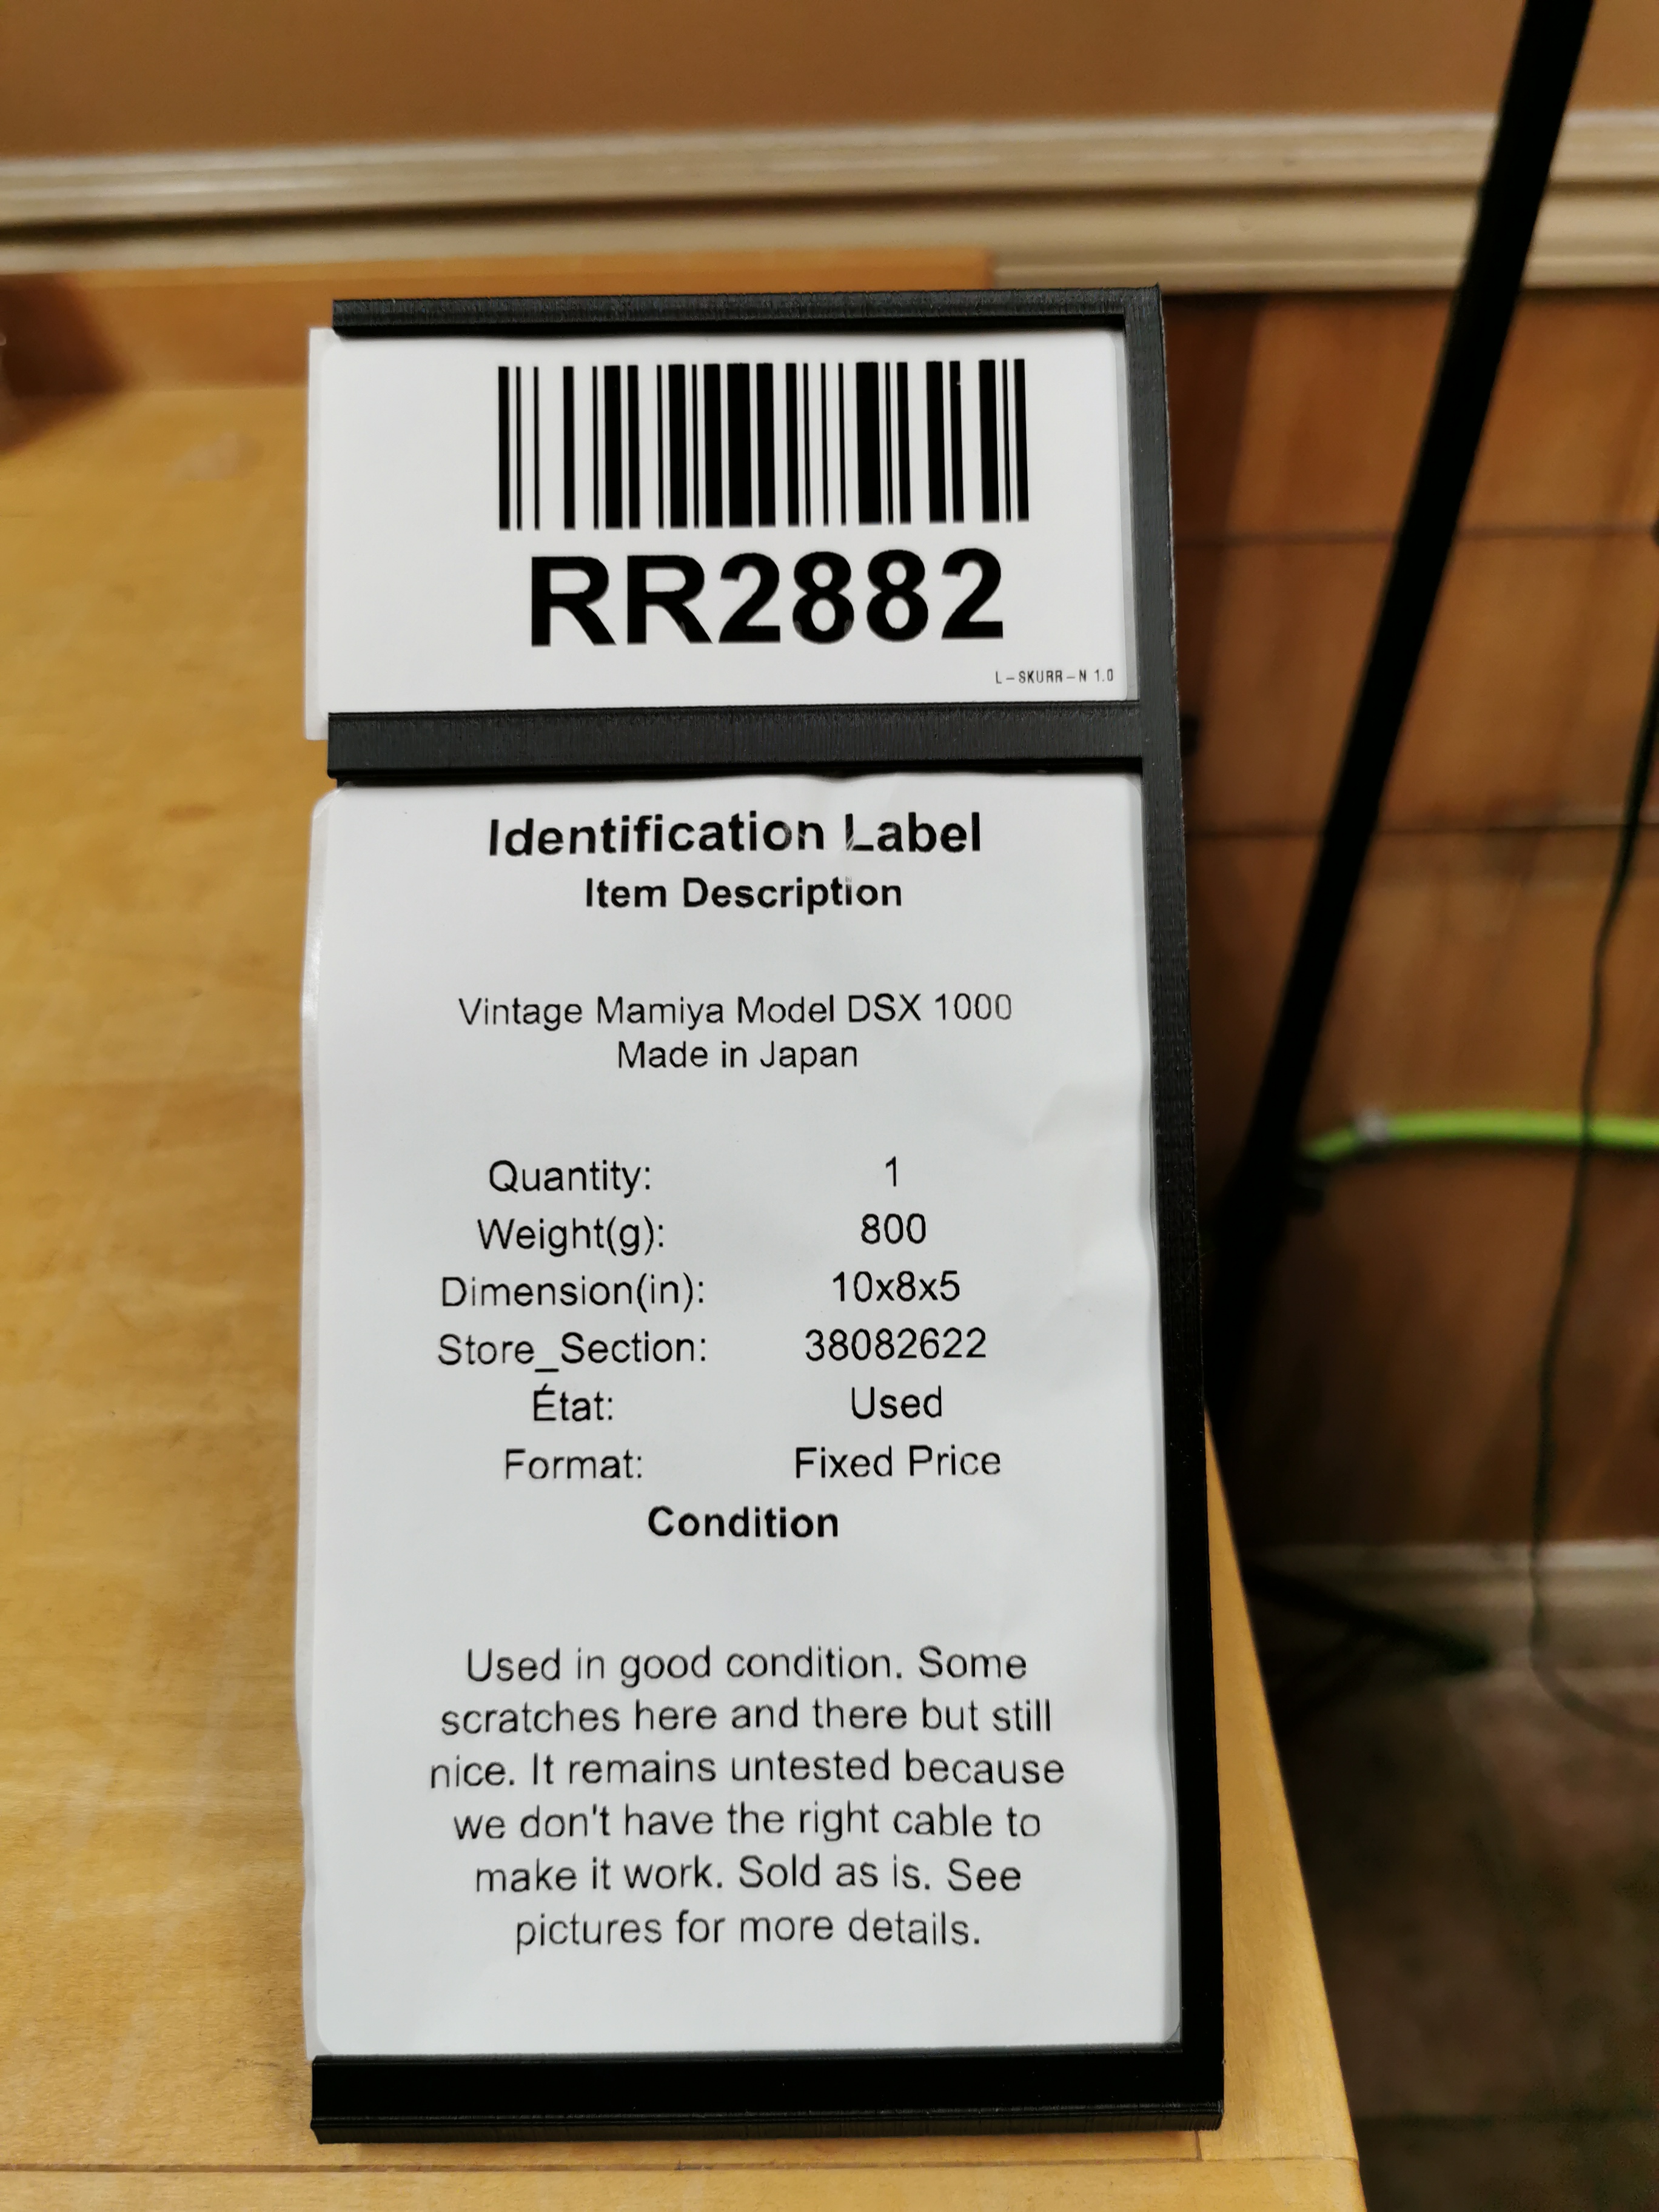 RR2882
L-SKURR-N 1.0
Identification Label
Item Description
Vintage Mamiya Model DSX 1000
Made in Japan
Quantity: 1
Weight(g): 800
Dimension(in): 10x8x5
Store_Section: 38082622
État: Used
Format: Fixed Price
Condition
Used in good condition. Some
scratches here and there but still
nice. It remains untested because
we don't have the right cable to
make it work. Sold as is. See
pictures for more details.